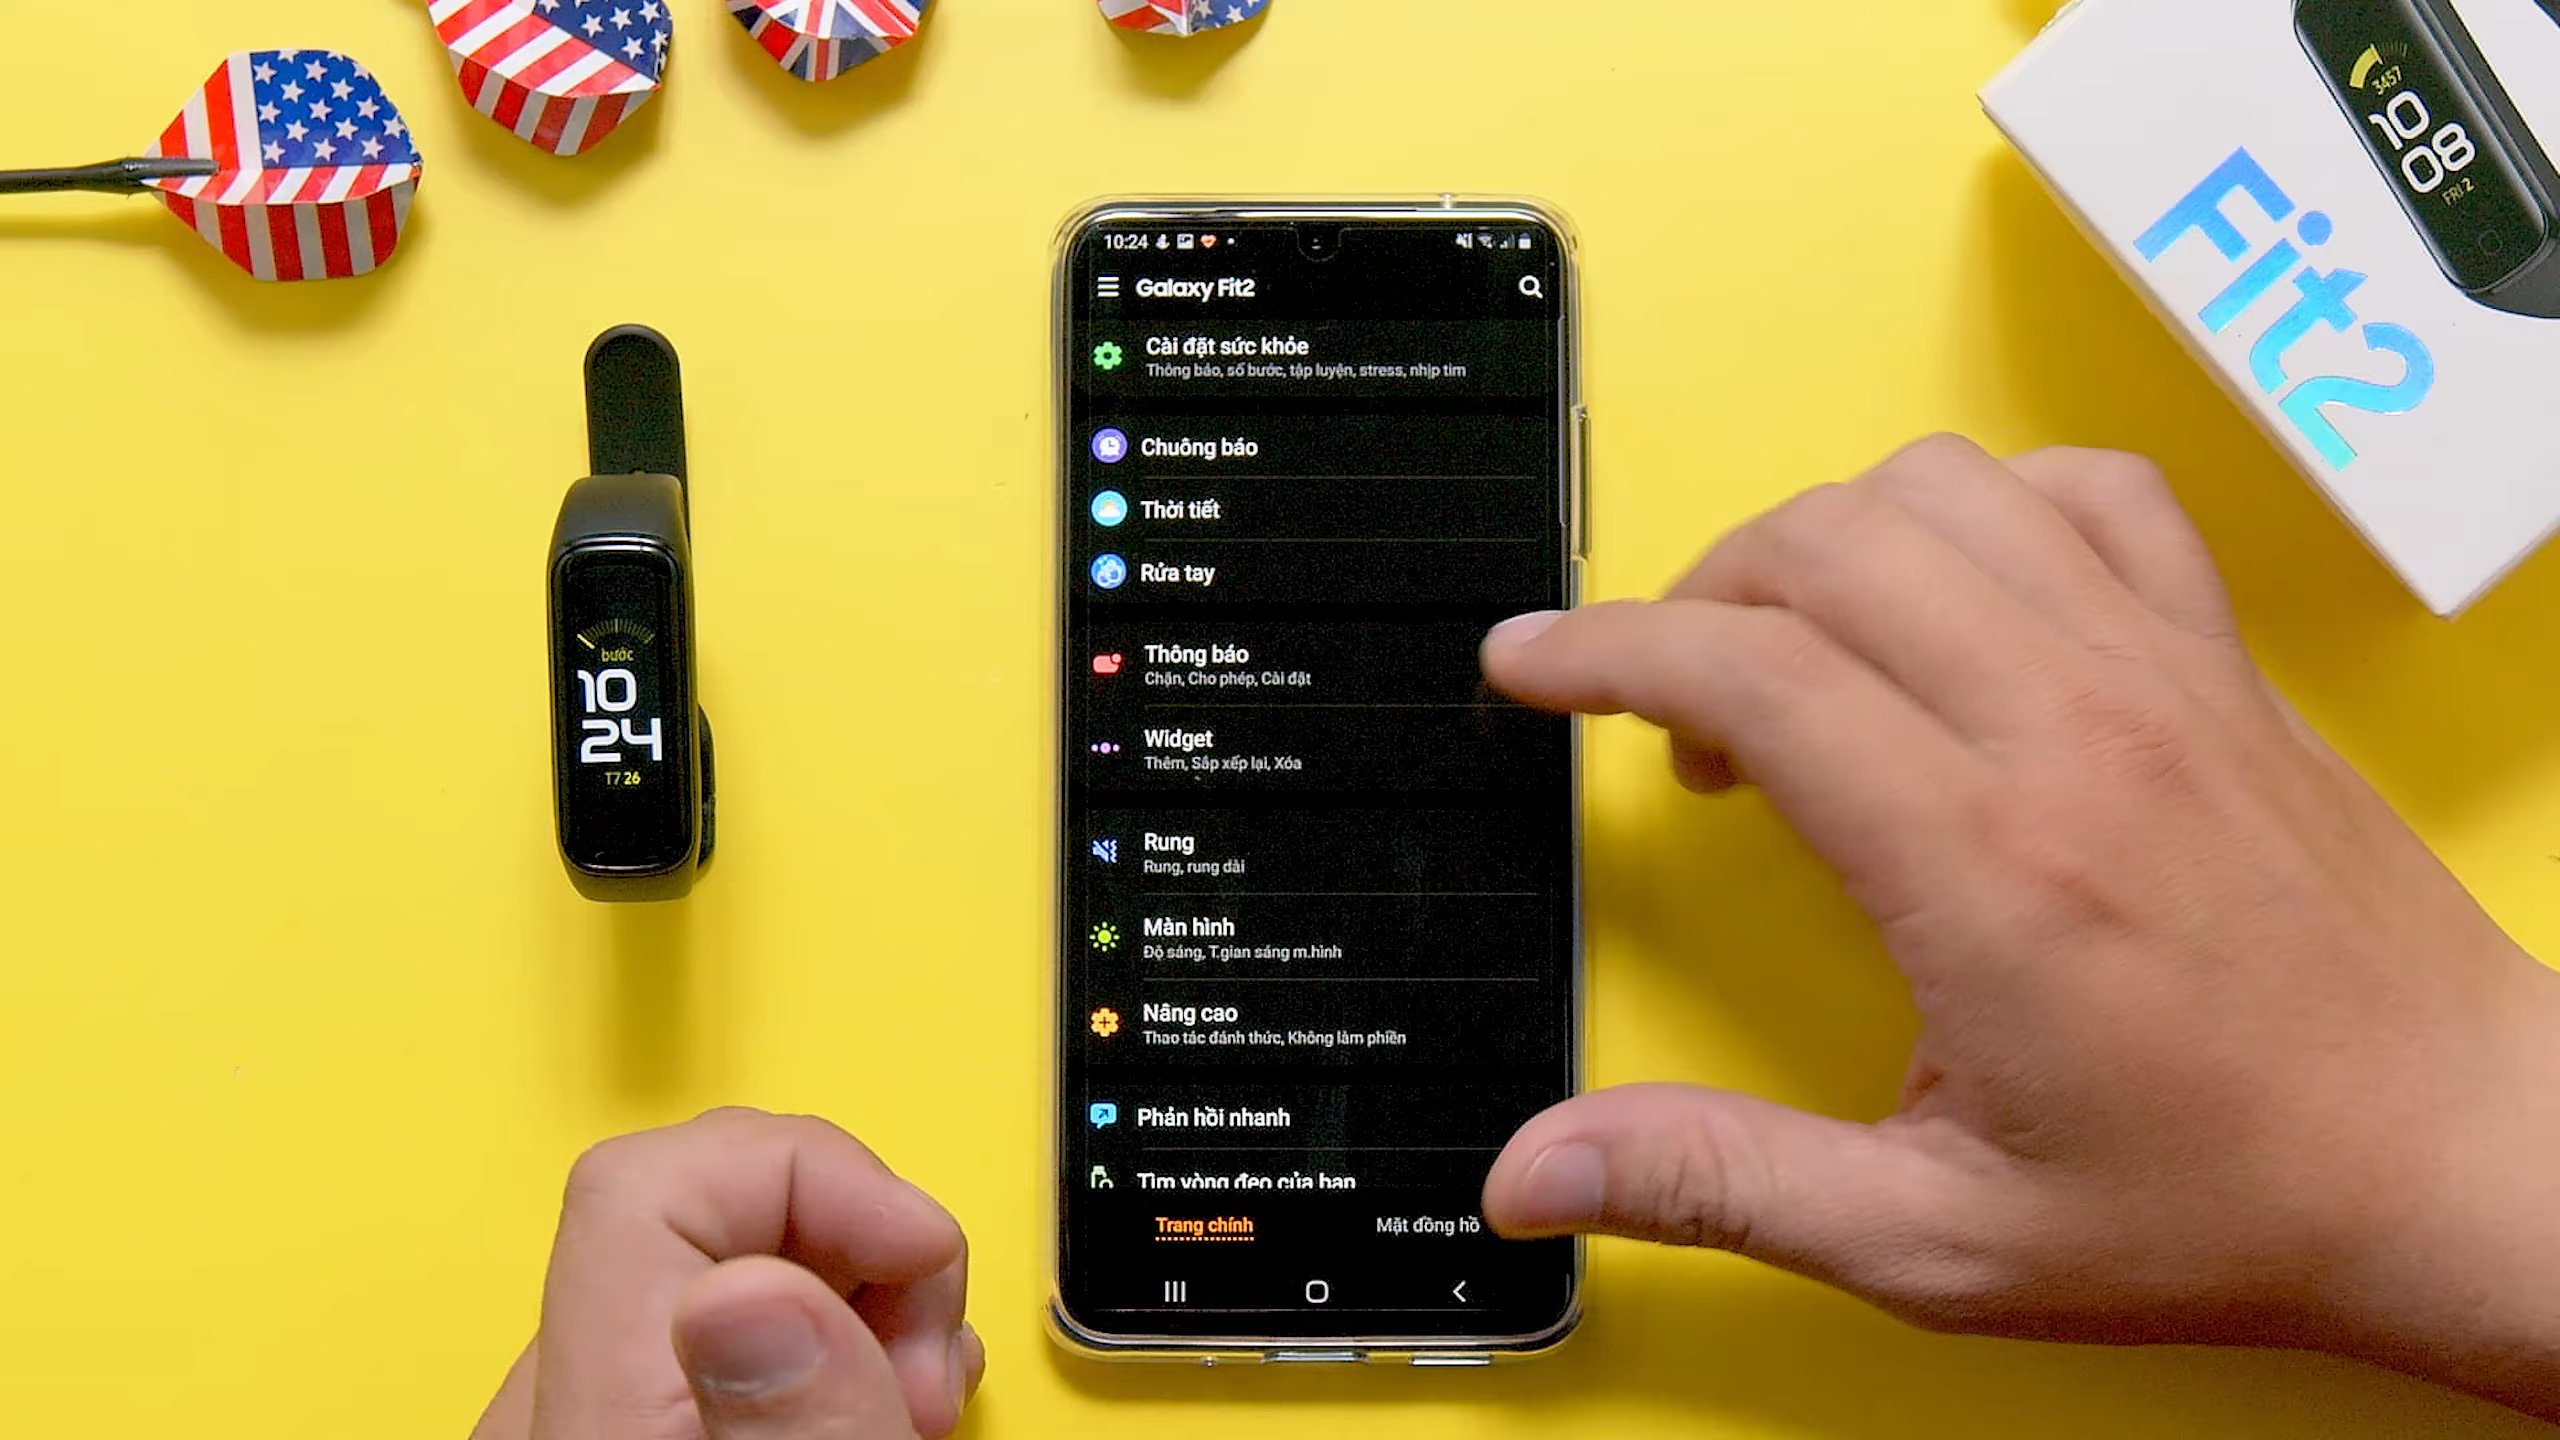 10:24
Galaxy Fit2
Cài đặt sức khỏe
Thông báo, số bước, tập luyện, stress, nhịp tim
Chuông báo
Thời tiết
Rửa tay
Thông báo
Chặn, Cho phép, Cài đặt
Widget
Thêm, Sắp xếp lại, Xóa
Rung
Rung, rung dài
Màn hình
Độ sáng, T.gian sáng m.hình
Nâng cao
Thao tác đánh thức, Không làm phiền
Phản hồi nhanh
Tìm vòng đeo của bạn
Trang chính
Mặt đồng hồ
bước
10
24
T7 26
3457
10
08
FRI 2
Fit2